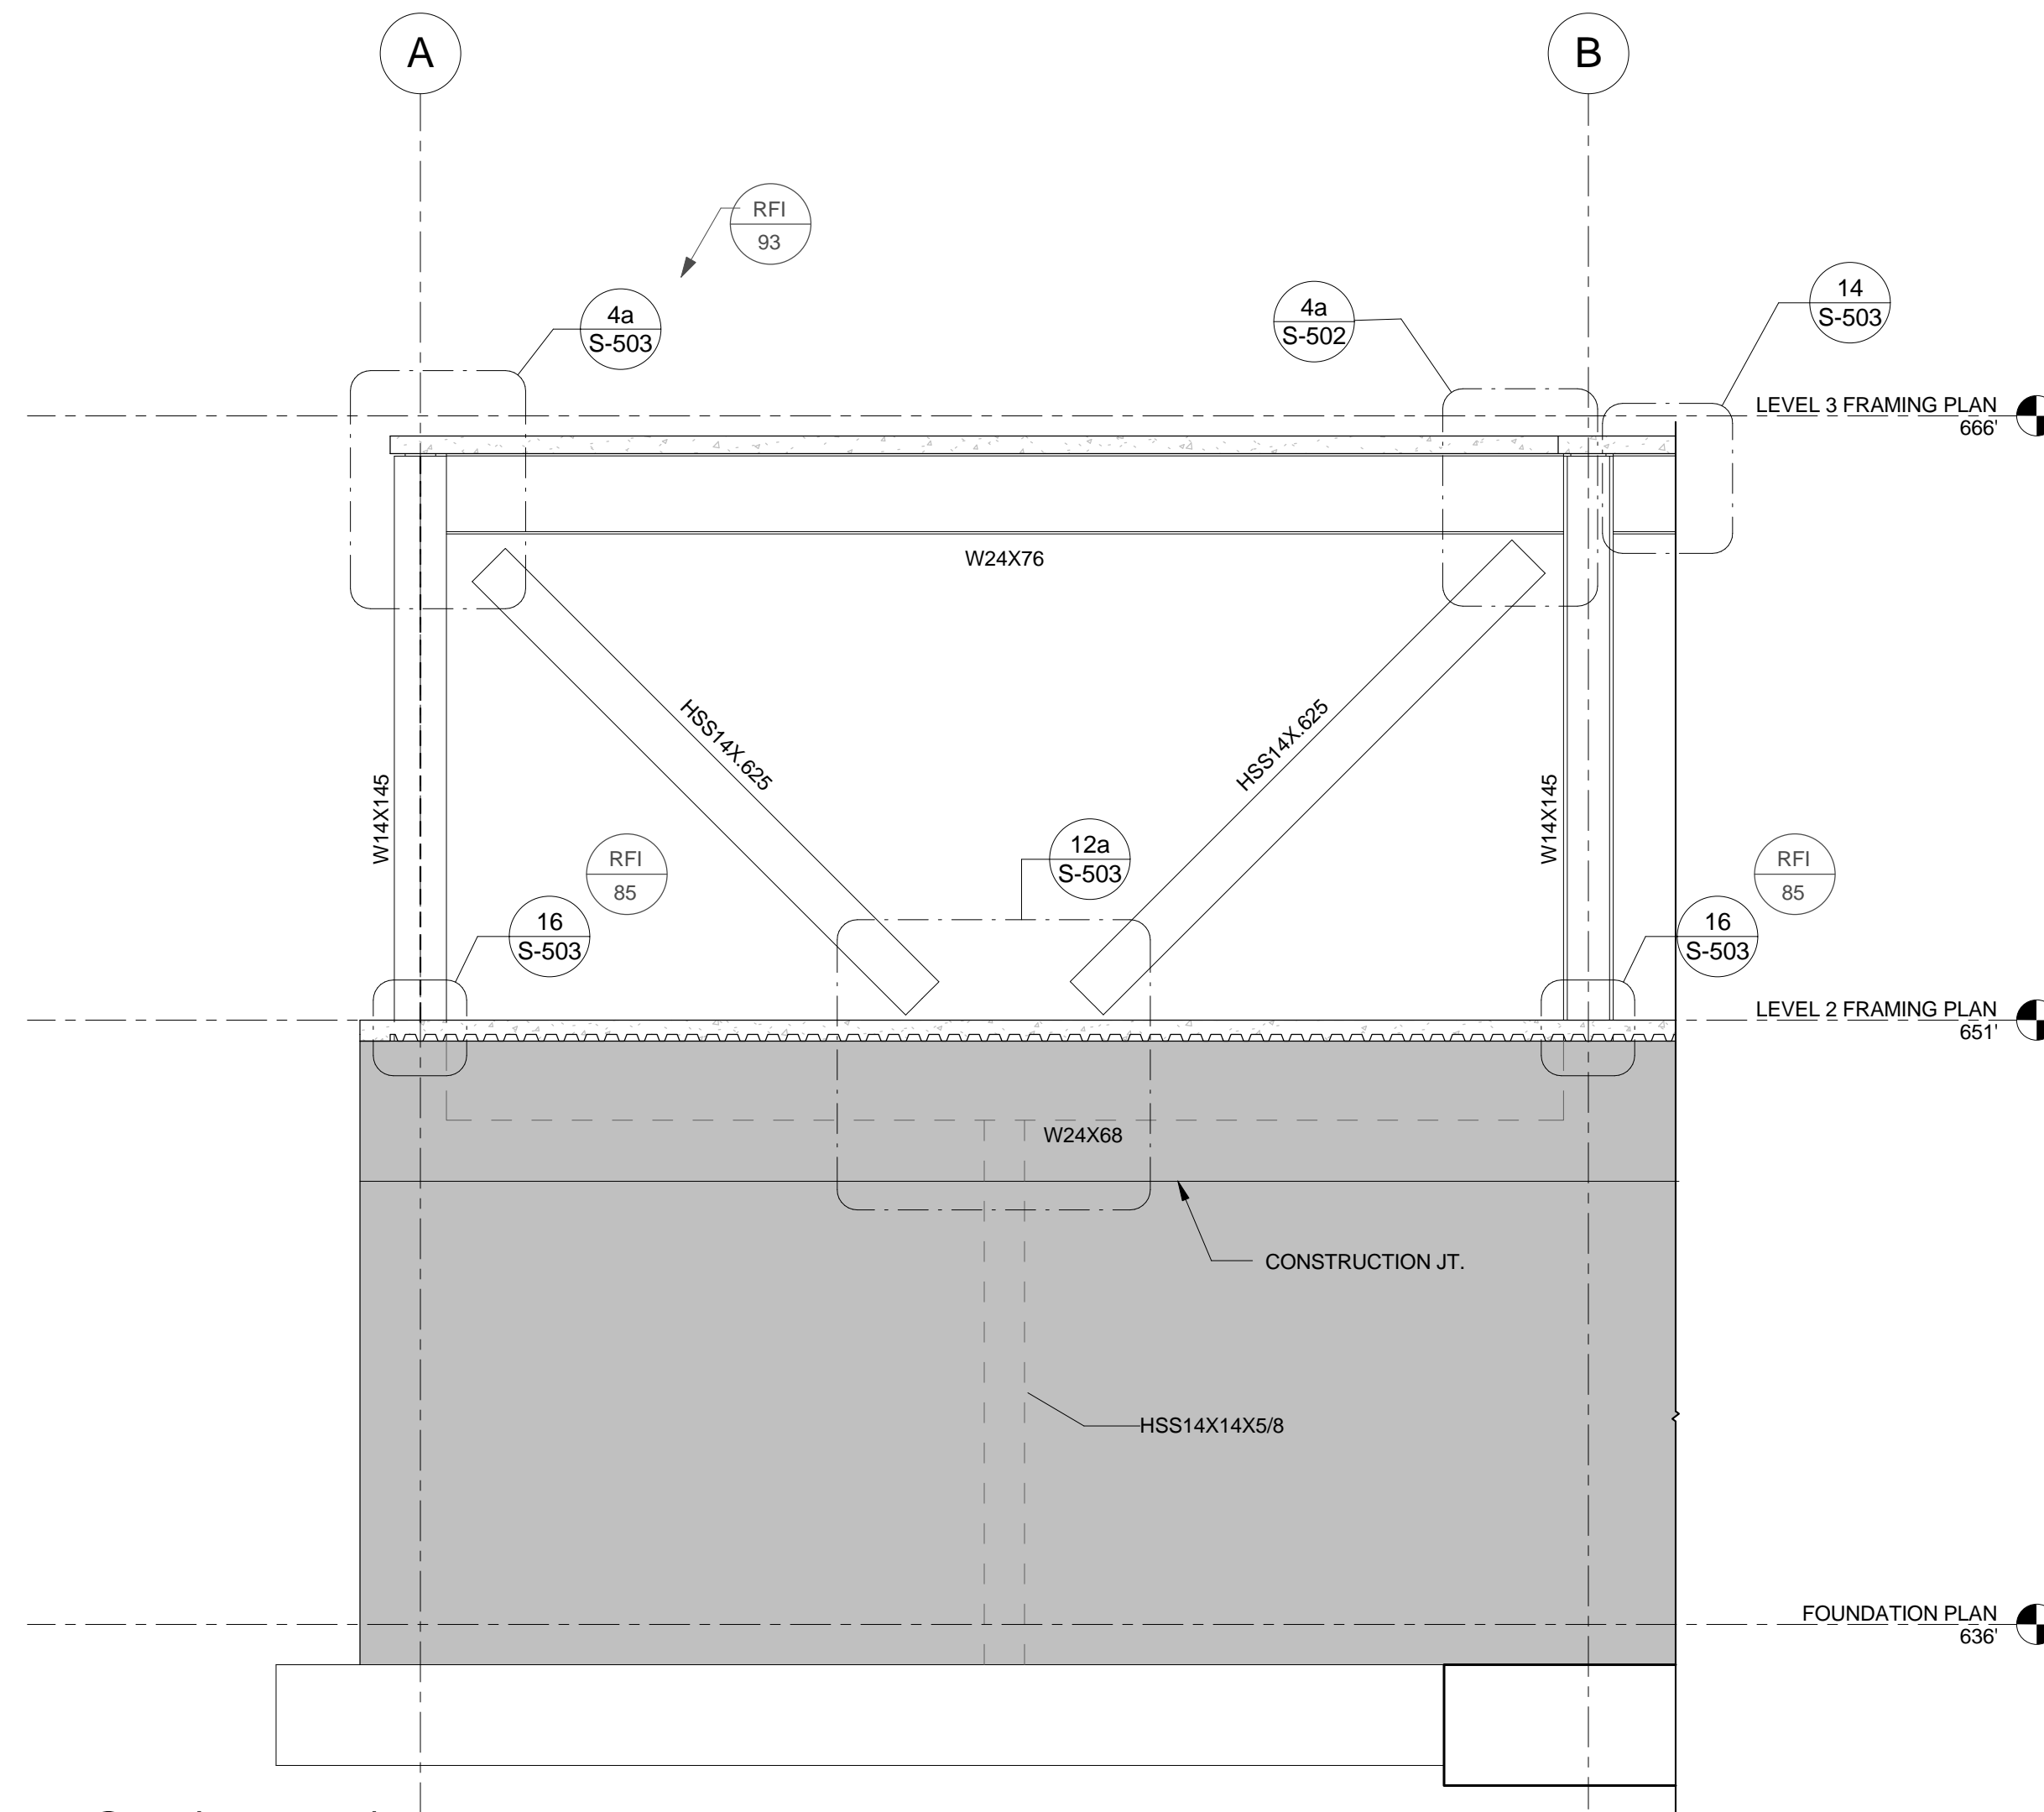 A
B
RFI
93
4a
S-503
4a
S-502
14
S-503
LEVEL 3 FRAMING PLAN
666'
W24X76
HSS14X.625
HSS14X.625
W14X145
W14X145
RFI
85
12a
S-503
RFI
85
16
S-503
16
S-503
LEVEL 2 FRAMING PLAN
651'
W24X68
CONSTRUCTION JT.
HSS14X14X5/8
FOUNDATION PLAN
636'